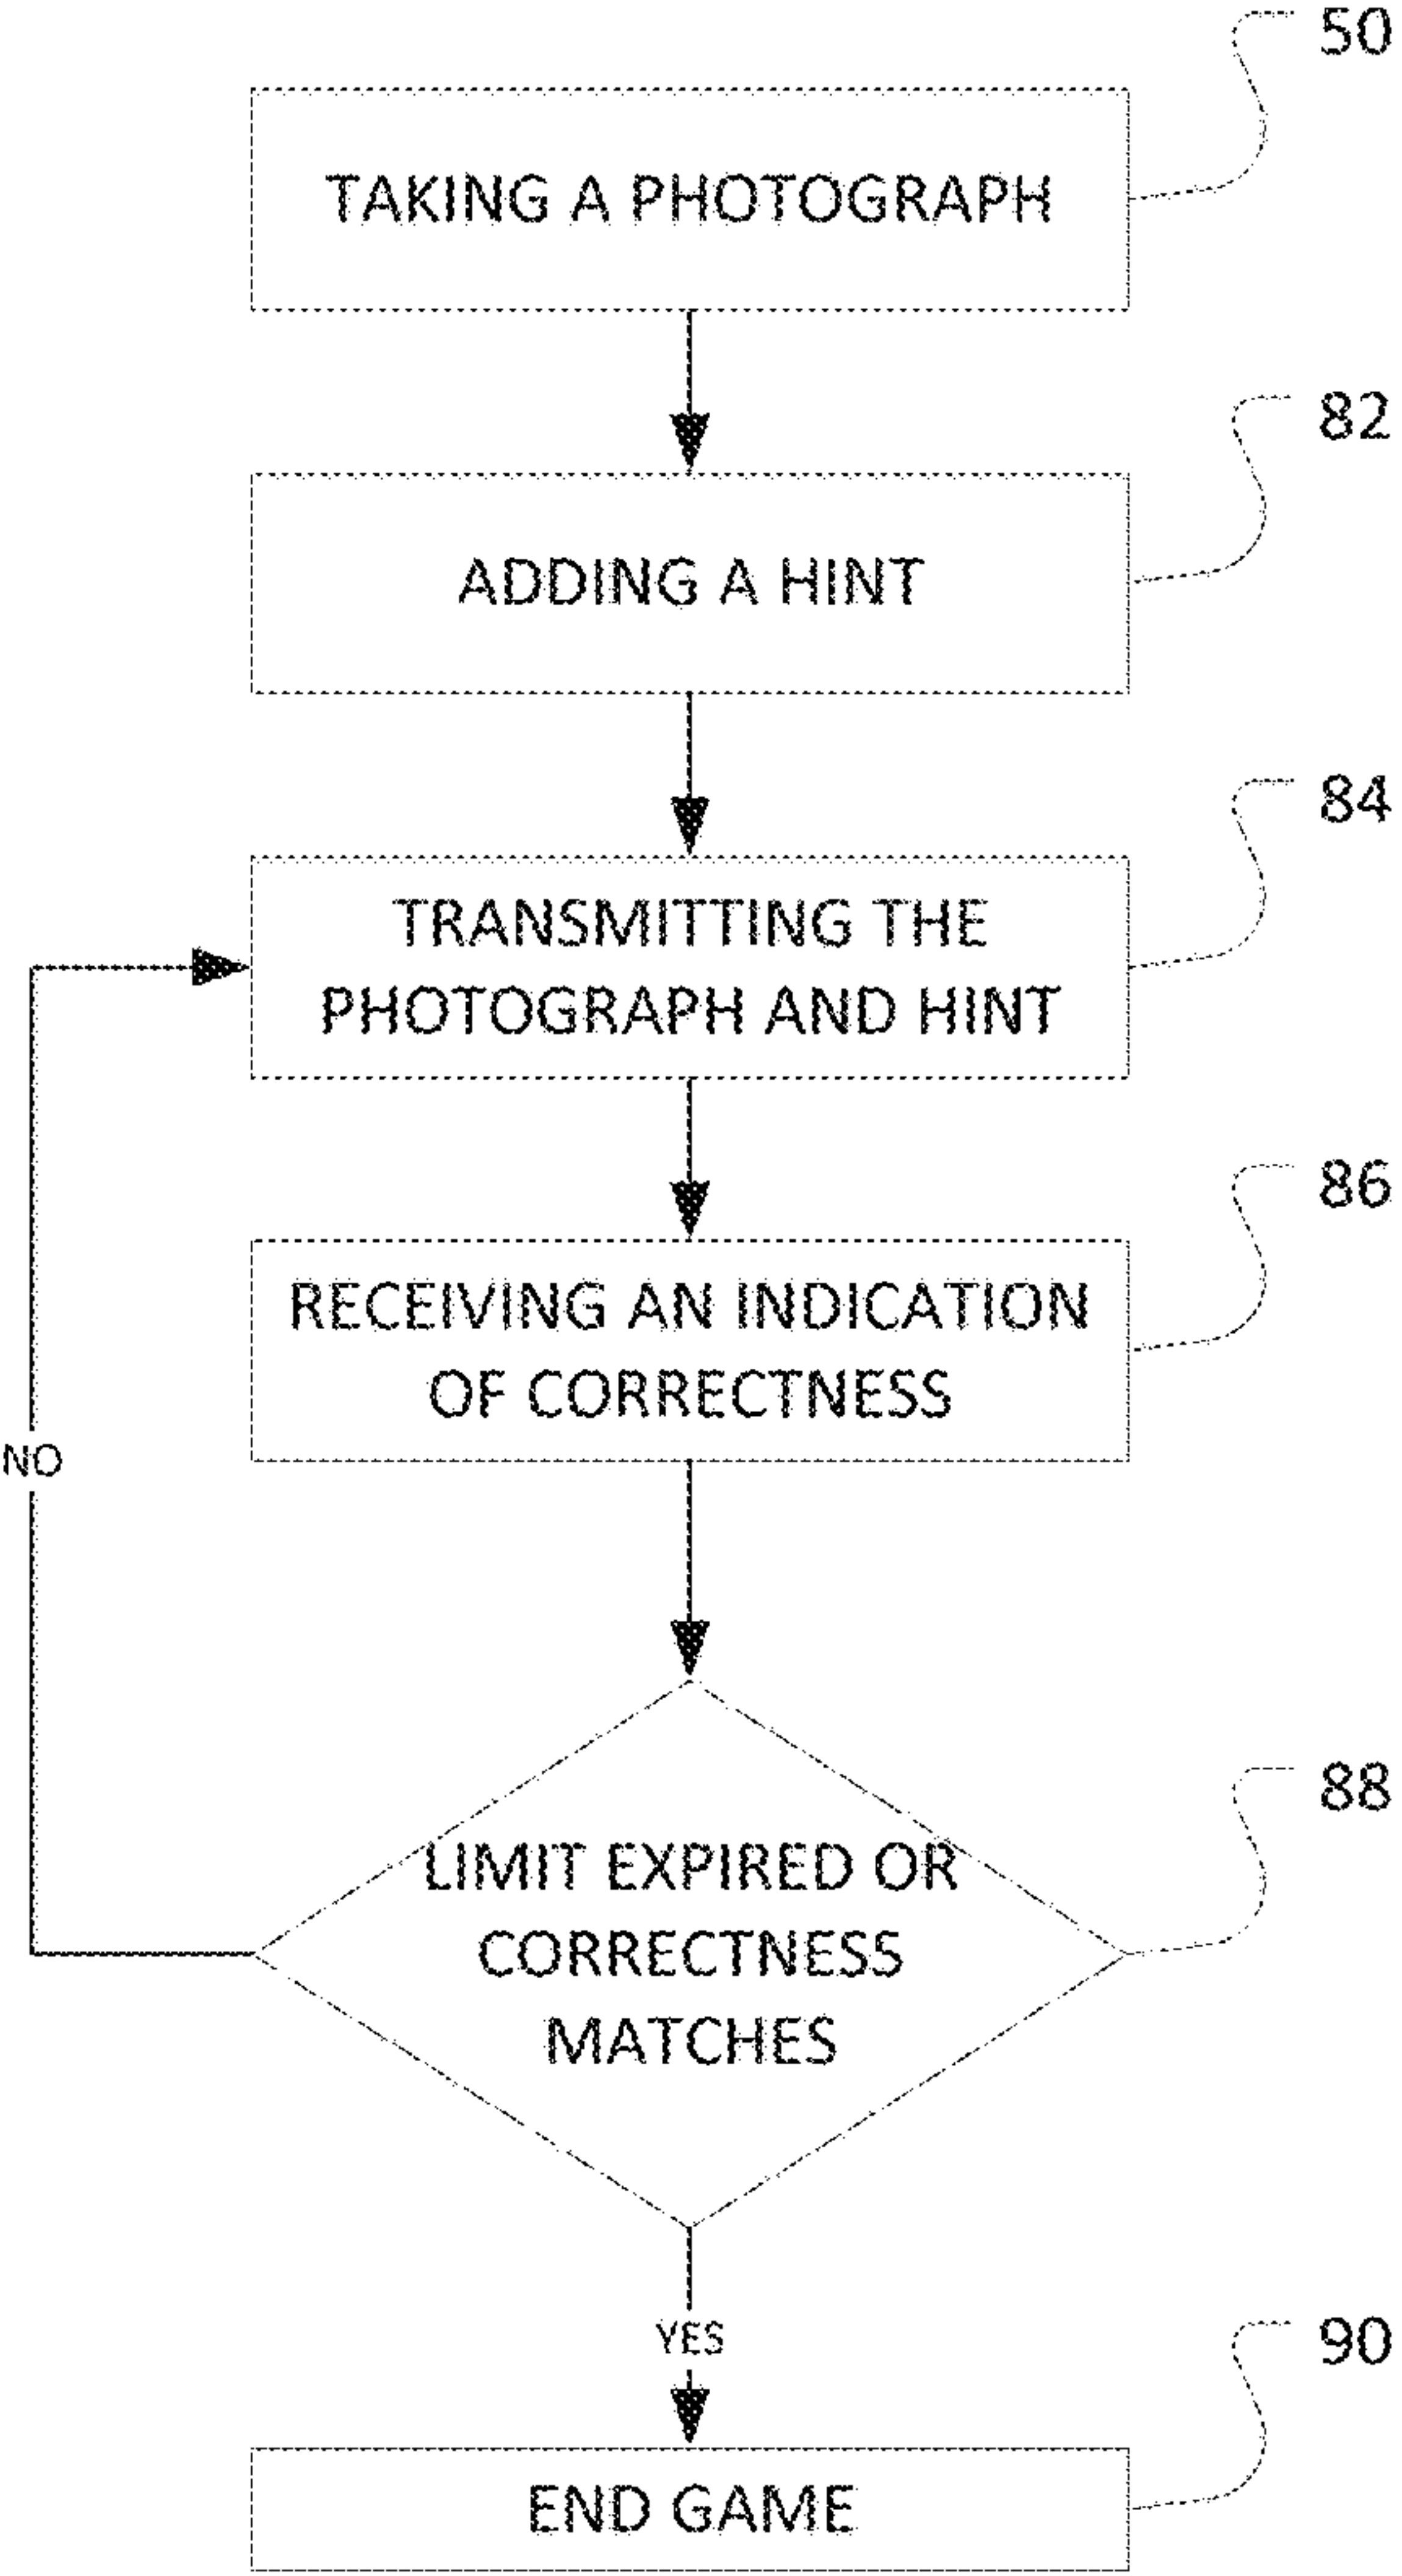 50
TAKING A PHOTOGRAPH
82
ADDING A HINT
84
TRANSMITTING THE
PHOTOGRAPH AND HINT
86
RECEIVING AN INDICATION
OF CORRECTNESS
NO
88
LIMIT EXPIRED OR
CORRECTNESS
MATCHES
YES
90
END GAME